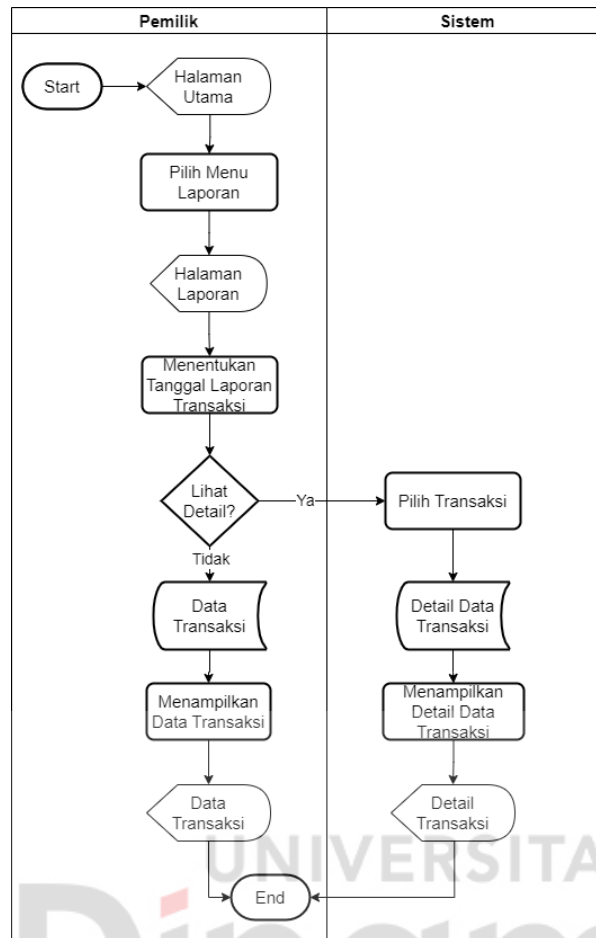 Pemilik
Sistem
Start
Halaman
Utama
Pilih Menu
Laporan
Halaman
Laporan
Menentukan
Tanggal Laporan
Transaksi
Lihat
Detail?
Ya
Pilih Transaksi
Tidak
Data
Transaksi
Detail Data
Transaksi
Menampilkan
Data Transaksi
Menampilkan
Detail Data
Transaksi
Data
Transaksi
Detail
Transaksi
End
UNIVERSITA
Dinam